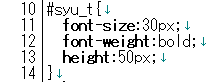 10 #syu_t{↓
11 font-size:30px;↓
12 font-weight:bold;↓
13 height:50px;↓
14 }↓